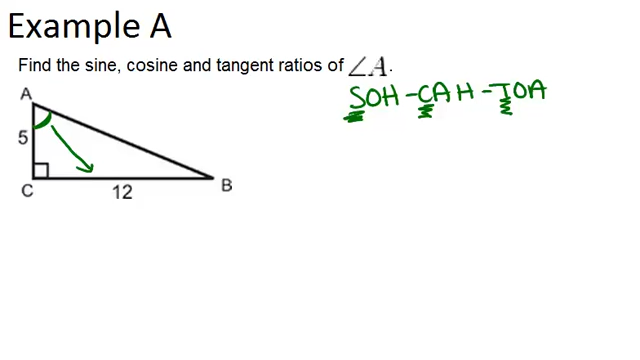 Example A
Find the sine, cosine and tangent ratios of ∠A.
SOH-CAH-TOA
A
5
C
12
B